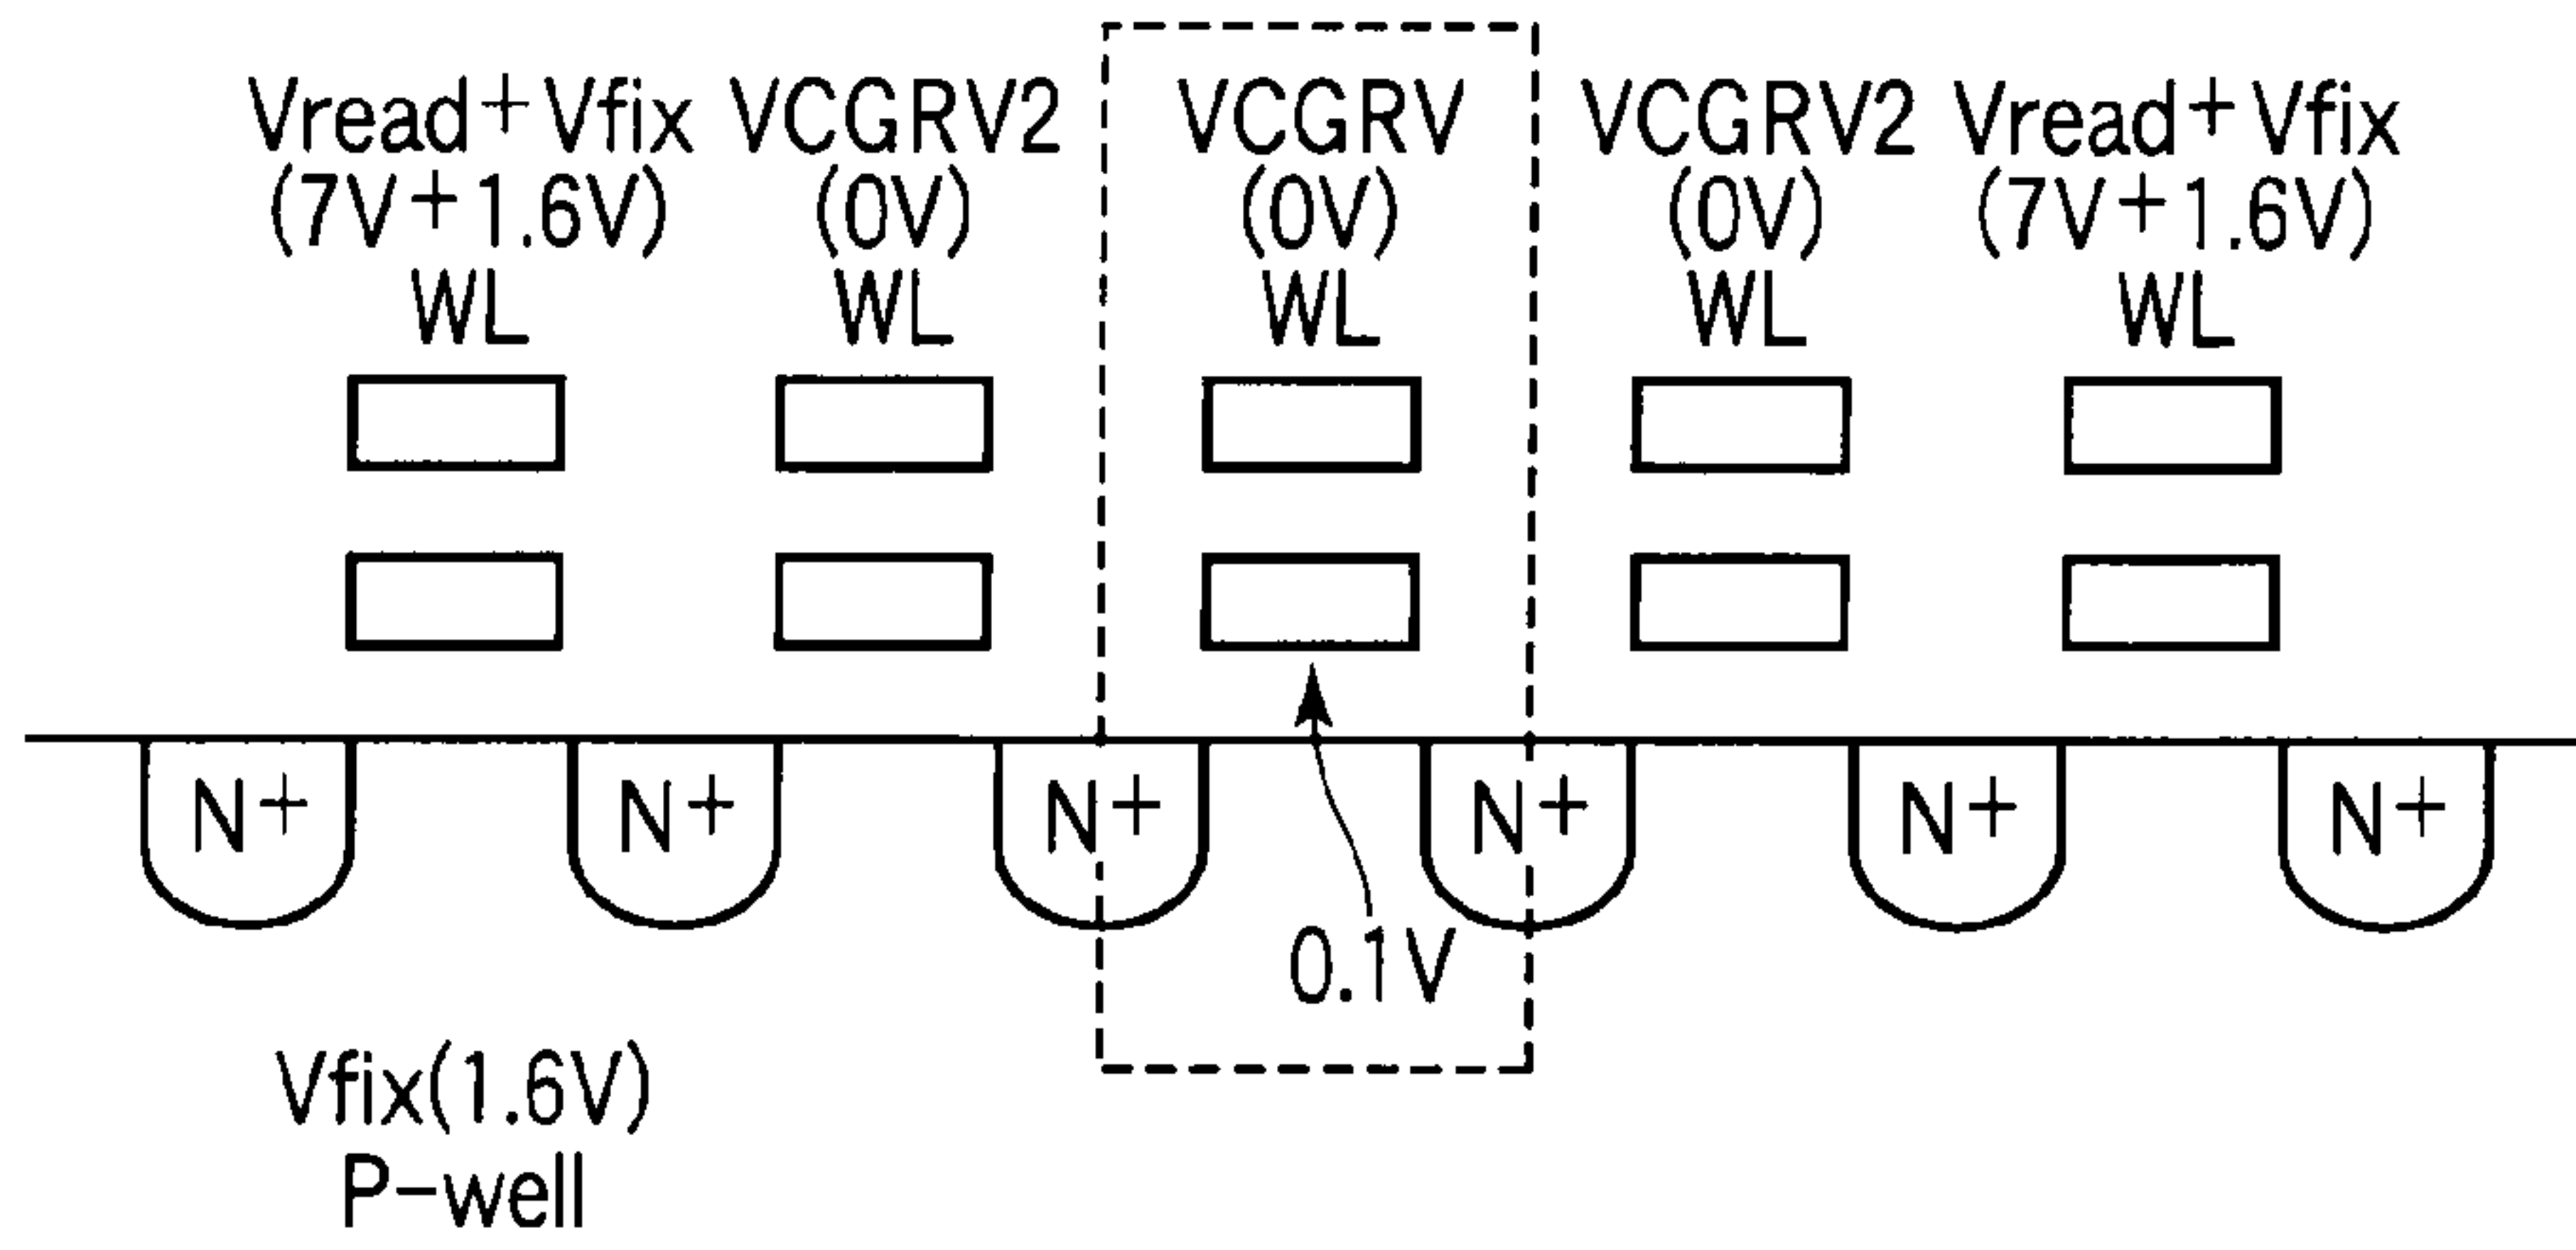 Vread+Vfix VCGRV2 VCGRV VCGRV2 Vread+Vfix
(7V+1.6V) (0V) (0V) (0V) (7V+1.6V)
WL WL WL WL WL
N+ N+ N+ N+ N+ N+
0.1V
Vfix(1.6V)
P-well